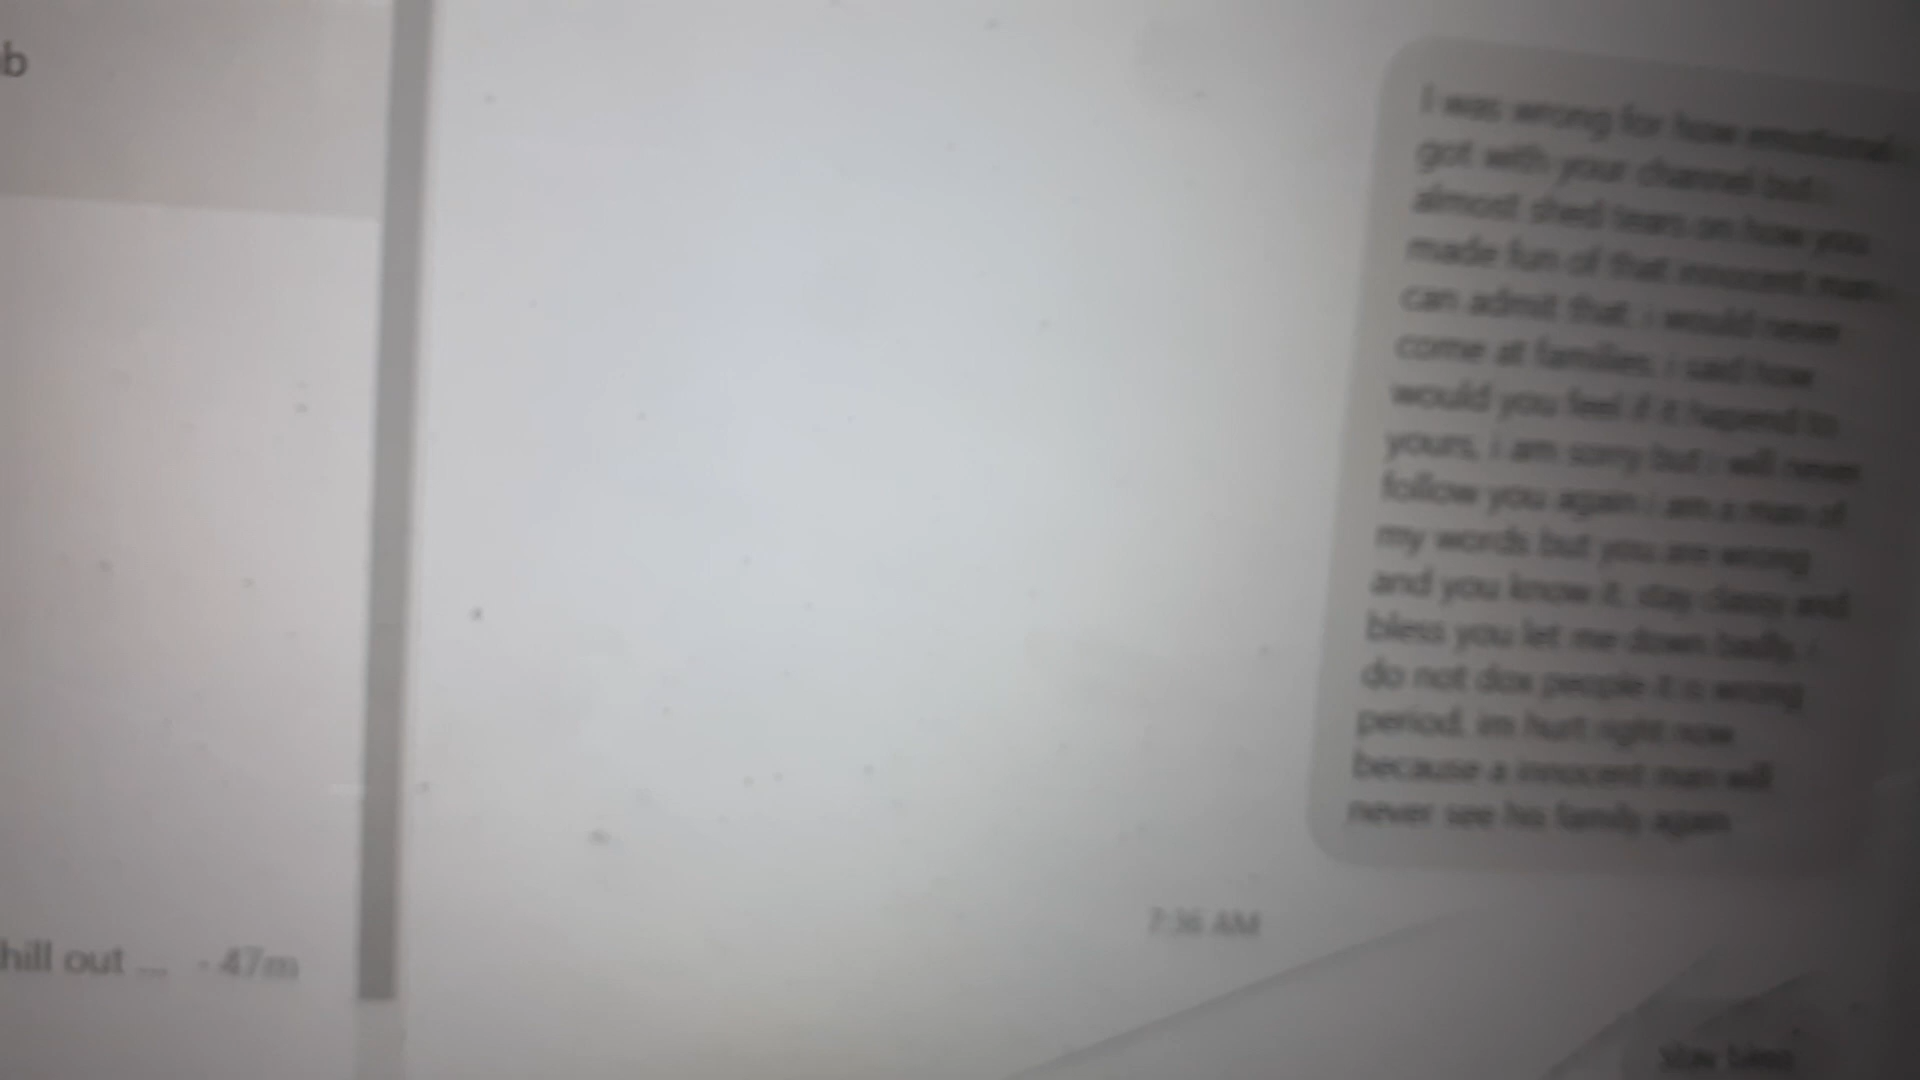 b
I was wrong for how emotional
got with your channel but i
almost shed tears on how you
made fun of that innocent man
can admit that. i would never
come at families, i said how
would you feel if it hapend to
yours, i am sorry but i will never
follow you again i am a man of
my words but you are wrong
and you know it. stay classy and
bless you let me down badly, i
do not dox people it is wrong
period. im hurt right now
because a innocent man will
never see his family again
7:36 AM
hill out ... · 47m
stay